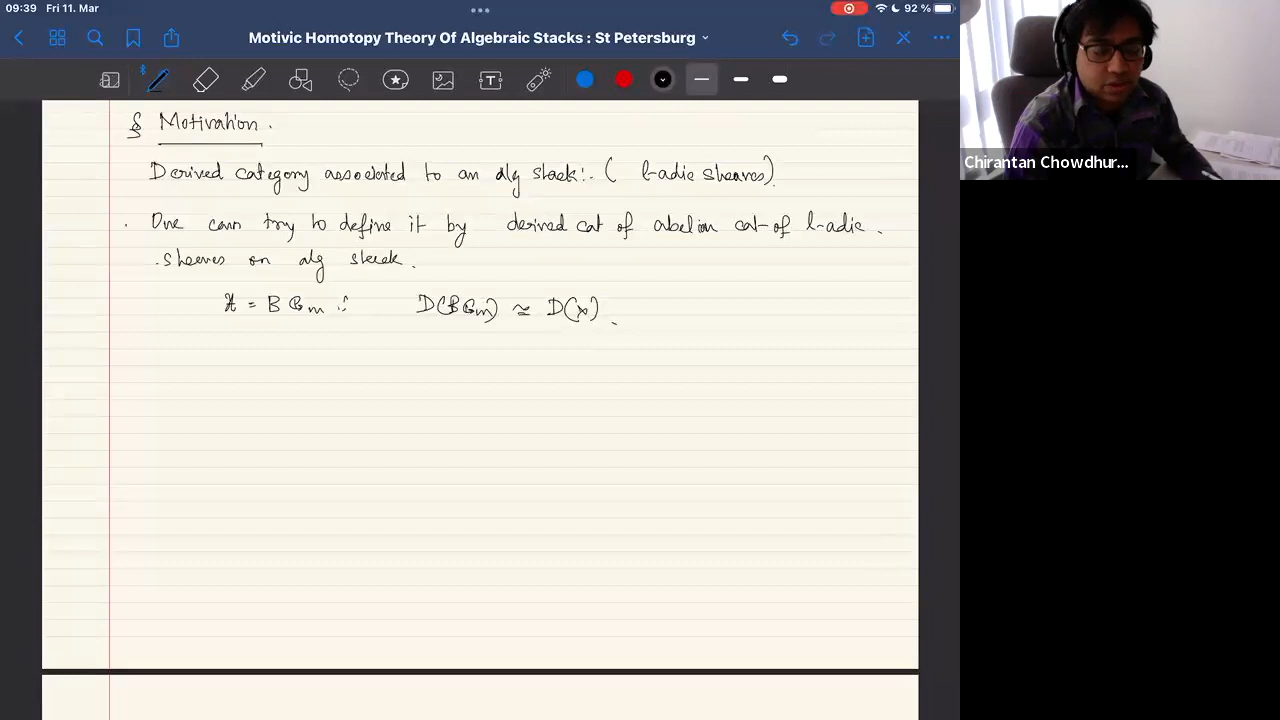 09:39 Fri 11. Mar
92 %
Motivic Homotopy Theory Of Algebraic Stacks : St Petersburg
§ Motivation.
Derived category associated to an alg stack:. ( l-adic sheaves).
. One can try to define it by derived cat of abelian cat of l-adic.
.sheaves on alg stack.
𝒳 = B𝔾m : D(B𝔾m) ≃ D(*).
Chirantan Chowdhur...